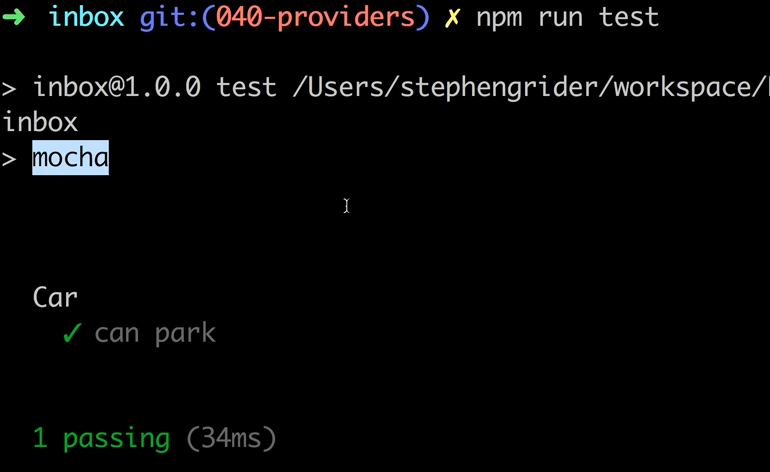 ➜ inbox git:(040-providers) ✗ npm run test
> inbox@1.0.0 test /Users/stephengrider/workspace/
inbox
> mocha
Car
✓ can park
1 passing (34ms)